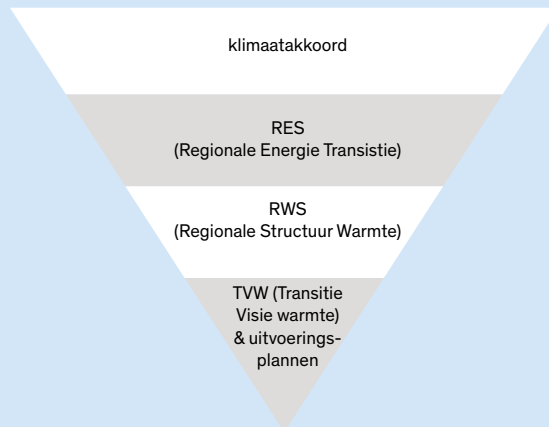 klimaatakkoord
RES
(Regionale Energie Transistie)
RWS
(Regionale Structuur Warmte)
TVW (Transitie
Visie warmte)
& uitvoerings-
plannen